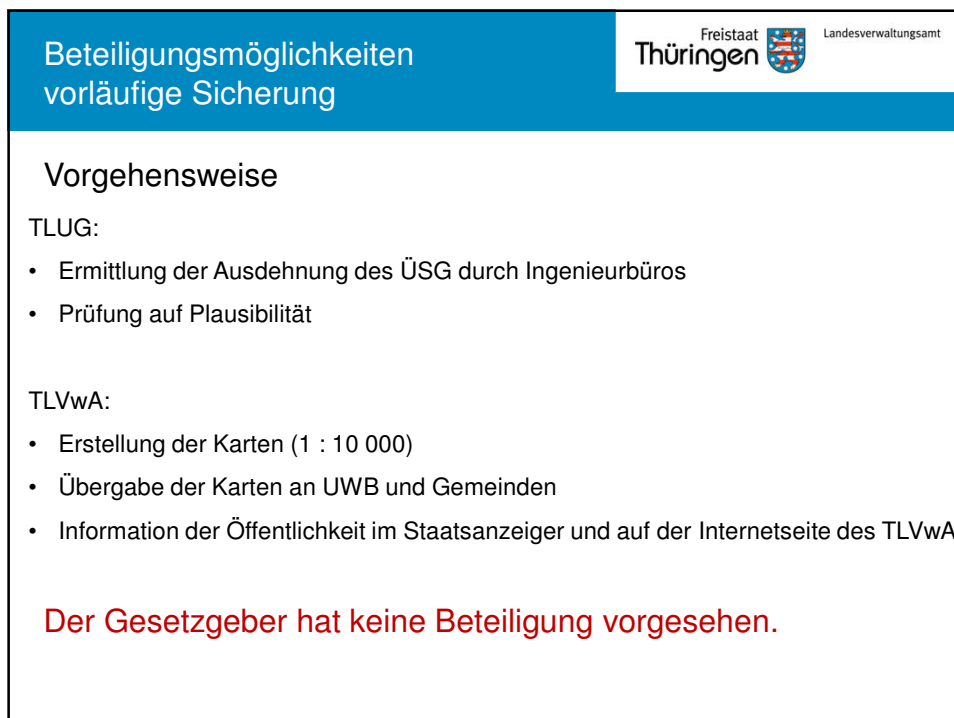 Beteiligungsmöglichkeiten
vorläufige Sicherung
Freistaat
Thüringen
Landesverwaltungsamt
Vorgehensweise
TLUG:
• Ermittlung der Ausdehnung des ÜSG durch Ingenieurbüros
• Prüfung auf Plausibilität
TLVwA:
• Erstellung der Karten (1 : 10 000)
• Übergabe der Karten an UWB und Gemeinden
• Information der Öffentlichkeit im Staatsanzeiger und auf der Internetseite des TLVwA
Der Gesetzgeber hat keine Beteiligung vorgesehen.